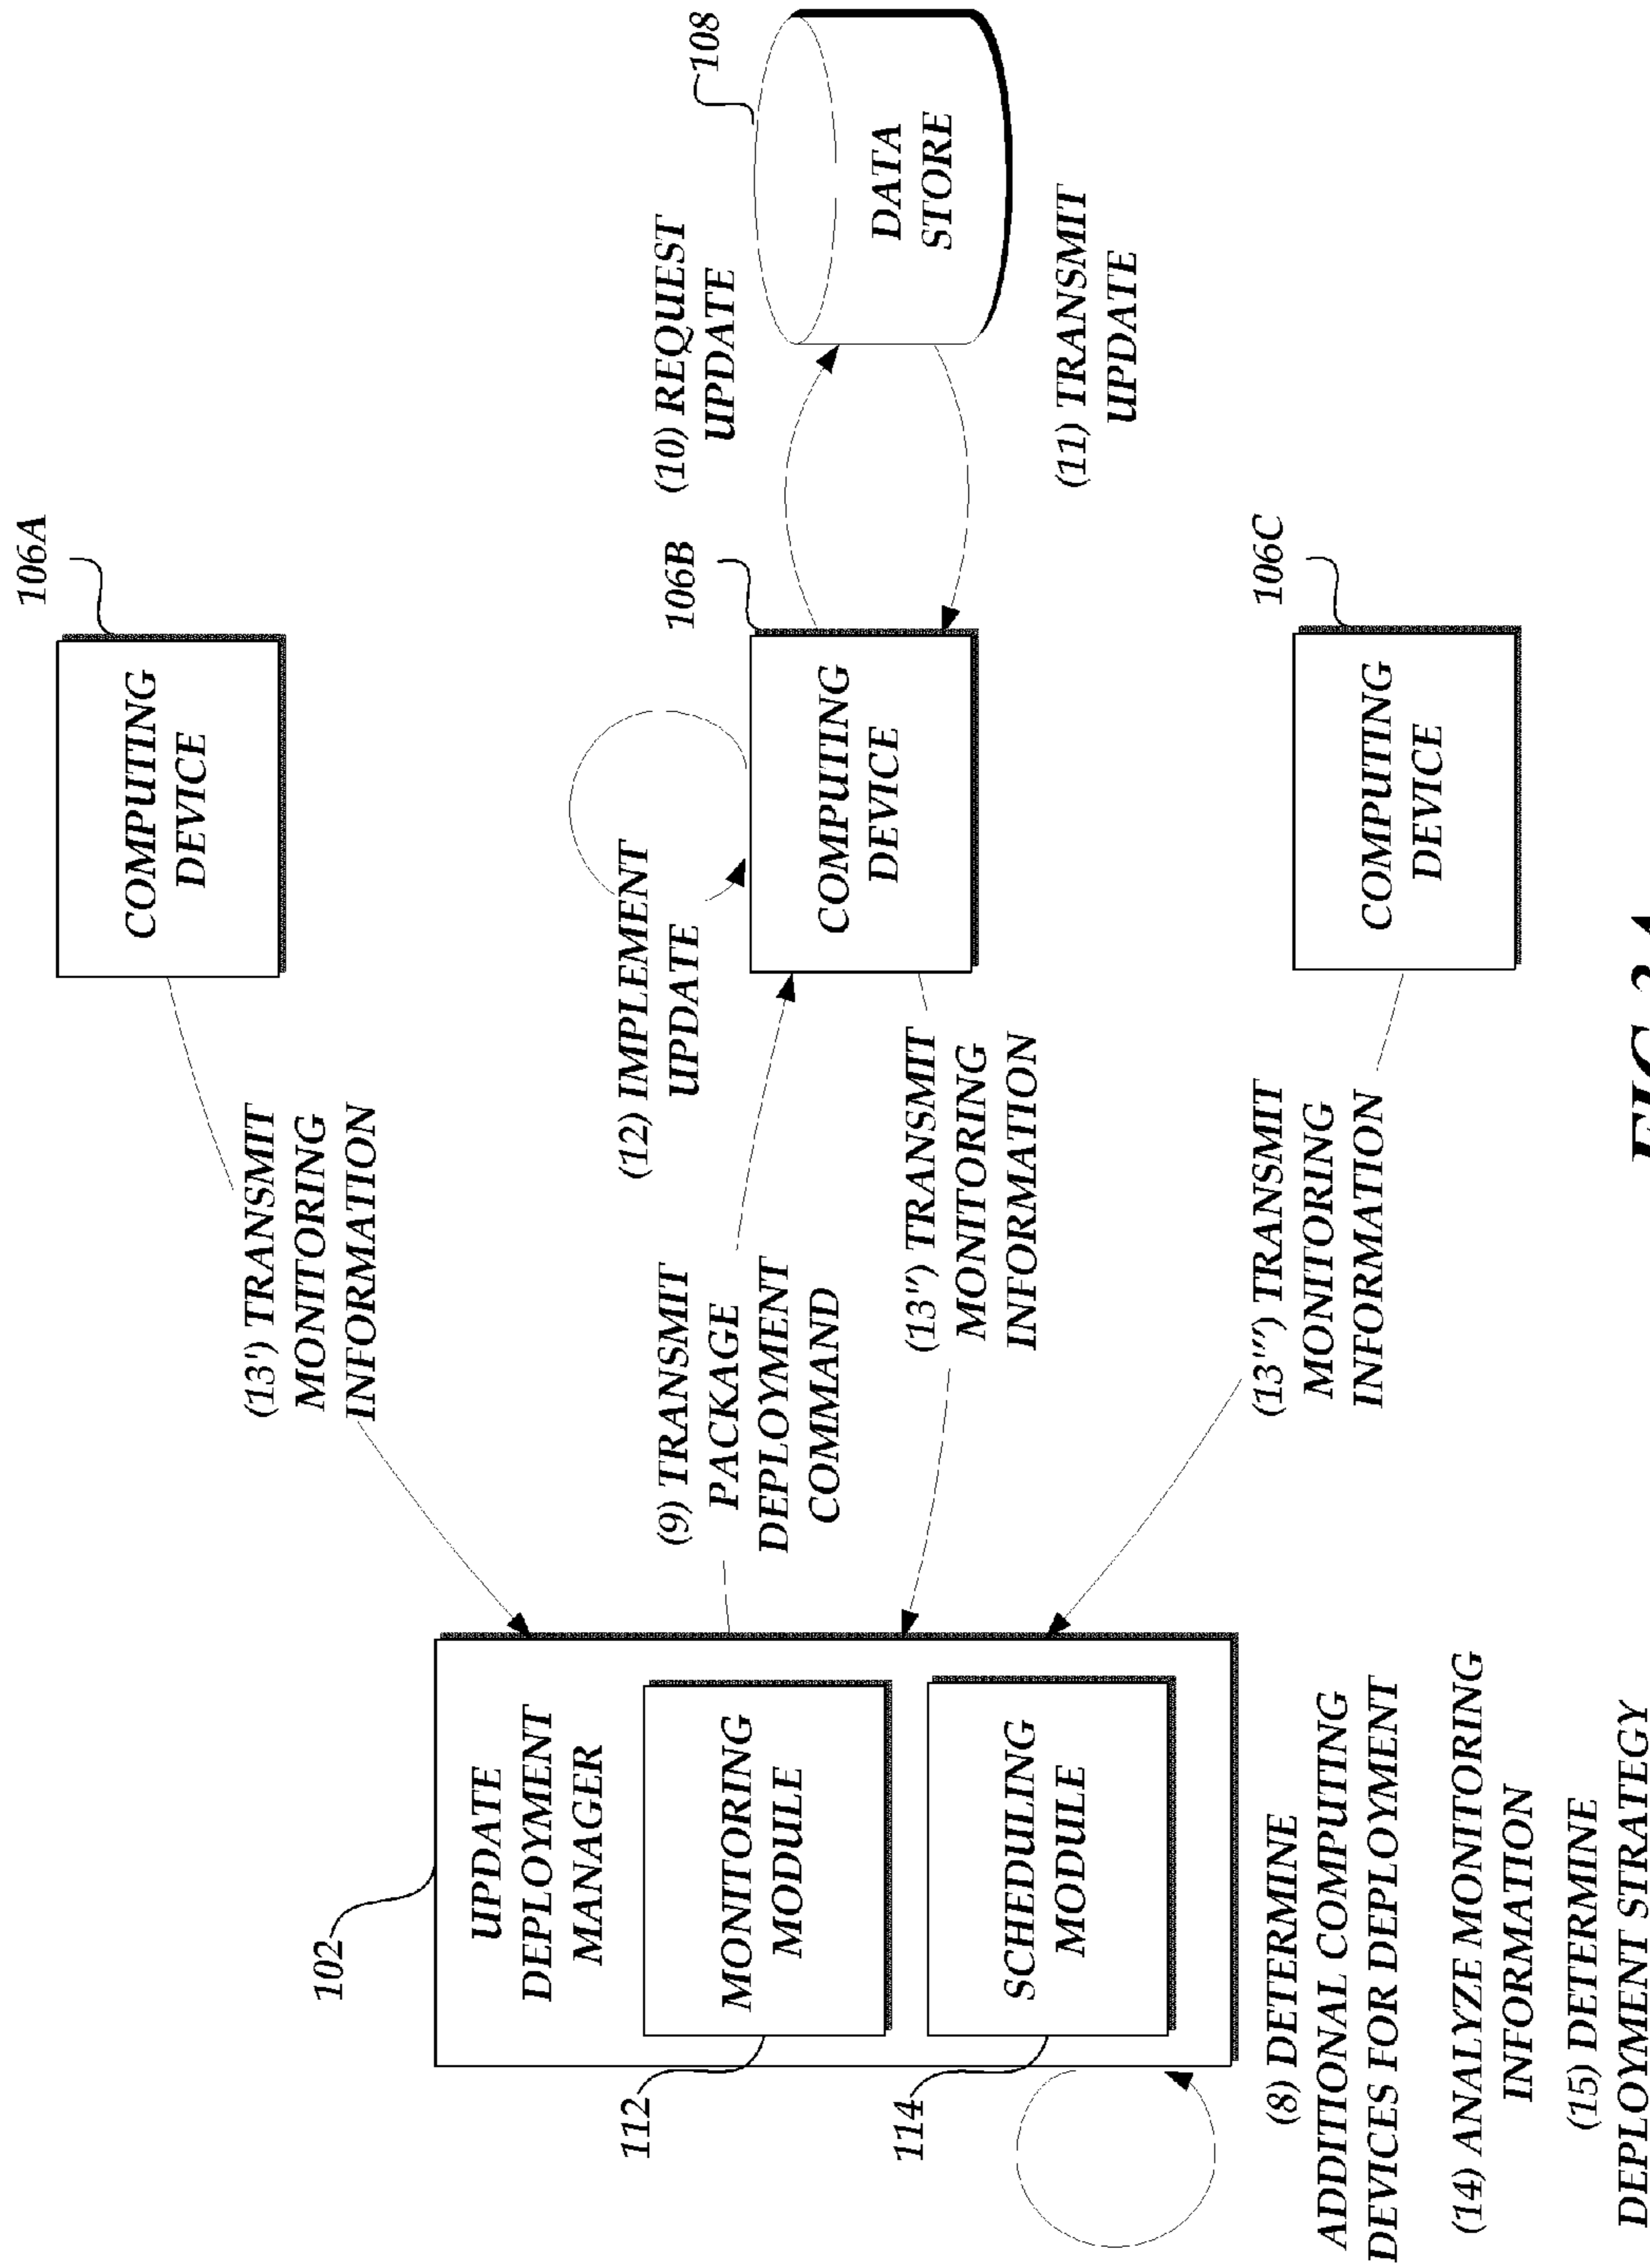 106A
COMPUTING
DEVICE
(13') TRANSMIT
MONITORING
INFORMATION
102
UPDATE
DEPLOYMENT
MANAGER
112
MONITORING
MODULE
114
SCHEDULING
MODULE
(9) TRANSMIT
PACKAGE
DEPLOYMENT
COMMAND
(12) IMPLEMENT
UPDATE
106B
COMPUTING
DEVICE
(10) REQUEST
UPDATE
108
DATA
STORE
(11) TRANSMIT
UPDATE
(13'') TRANSMIT
MONITORING
INFORMATION
106C
COMPUTING
DEVICE
(13''') TRANSMIT
MONITORING
INFORMATION
(8) DETERMINE
ADDITIONAL COMPUTING
DEVICES FOR DEPLOYMENT
(14) ANALYZE MONITORING
INFORMATION
(15) DETERMINE
DEPLOYMENT STRATEGY